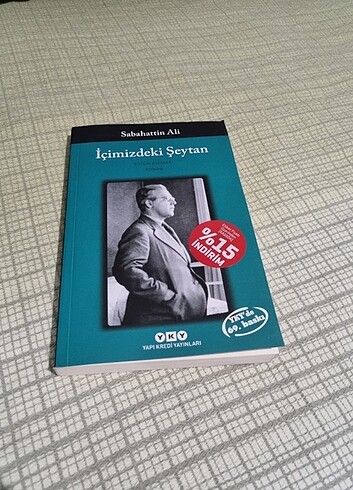 Sabahattin Ali
İçimizdeki Şeytan
%15
İNDİRİM
YKY'de
69. baskı
YKY
YAPI KREDİ YAYINLARI